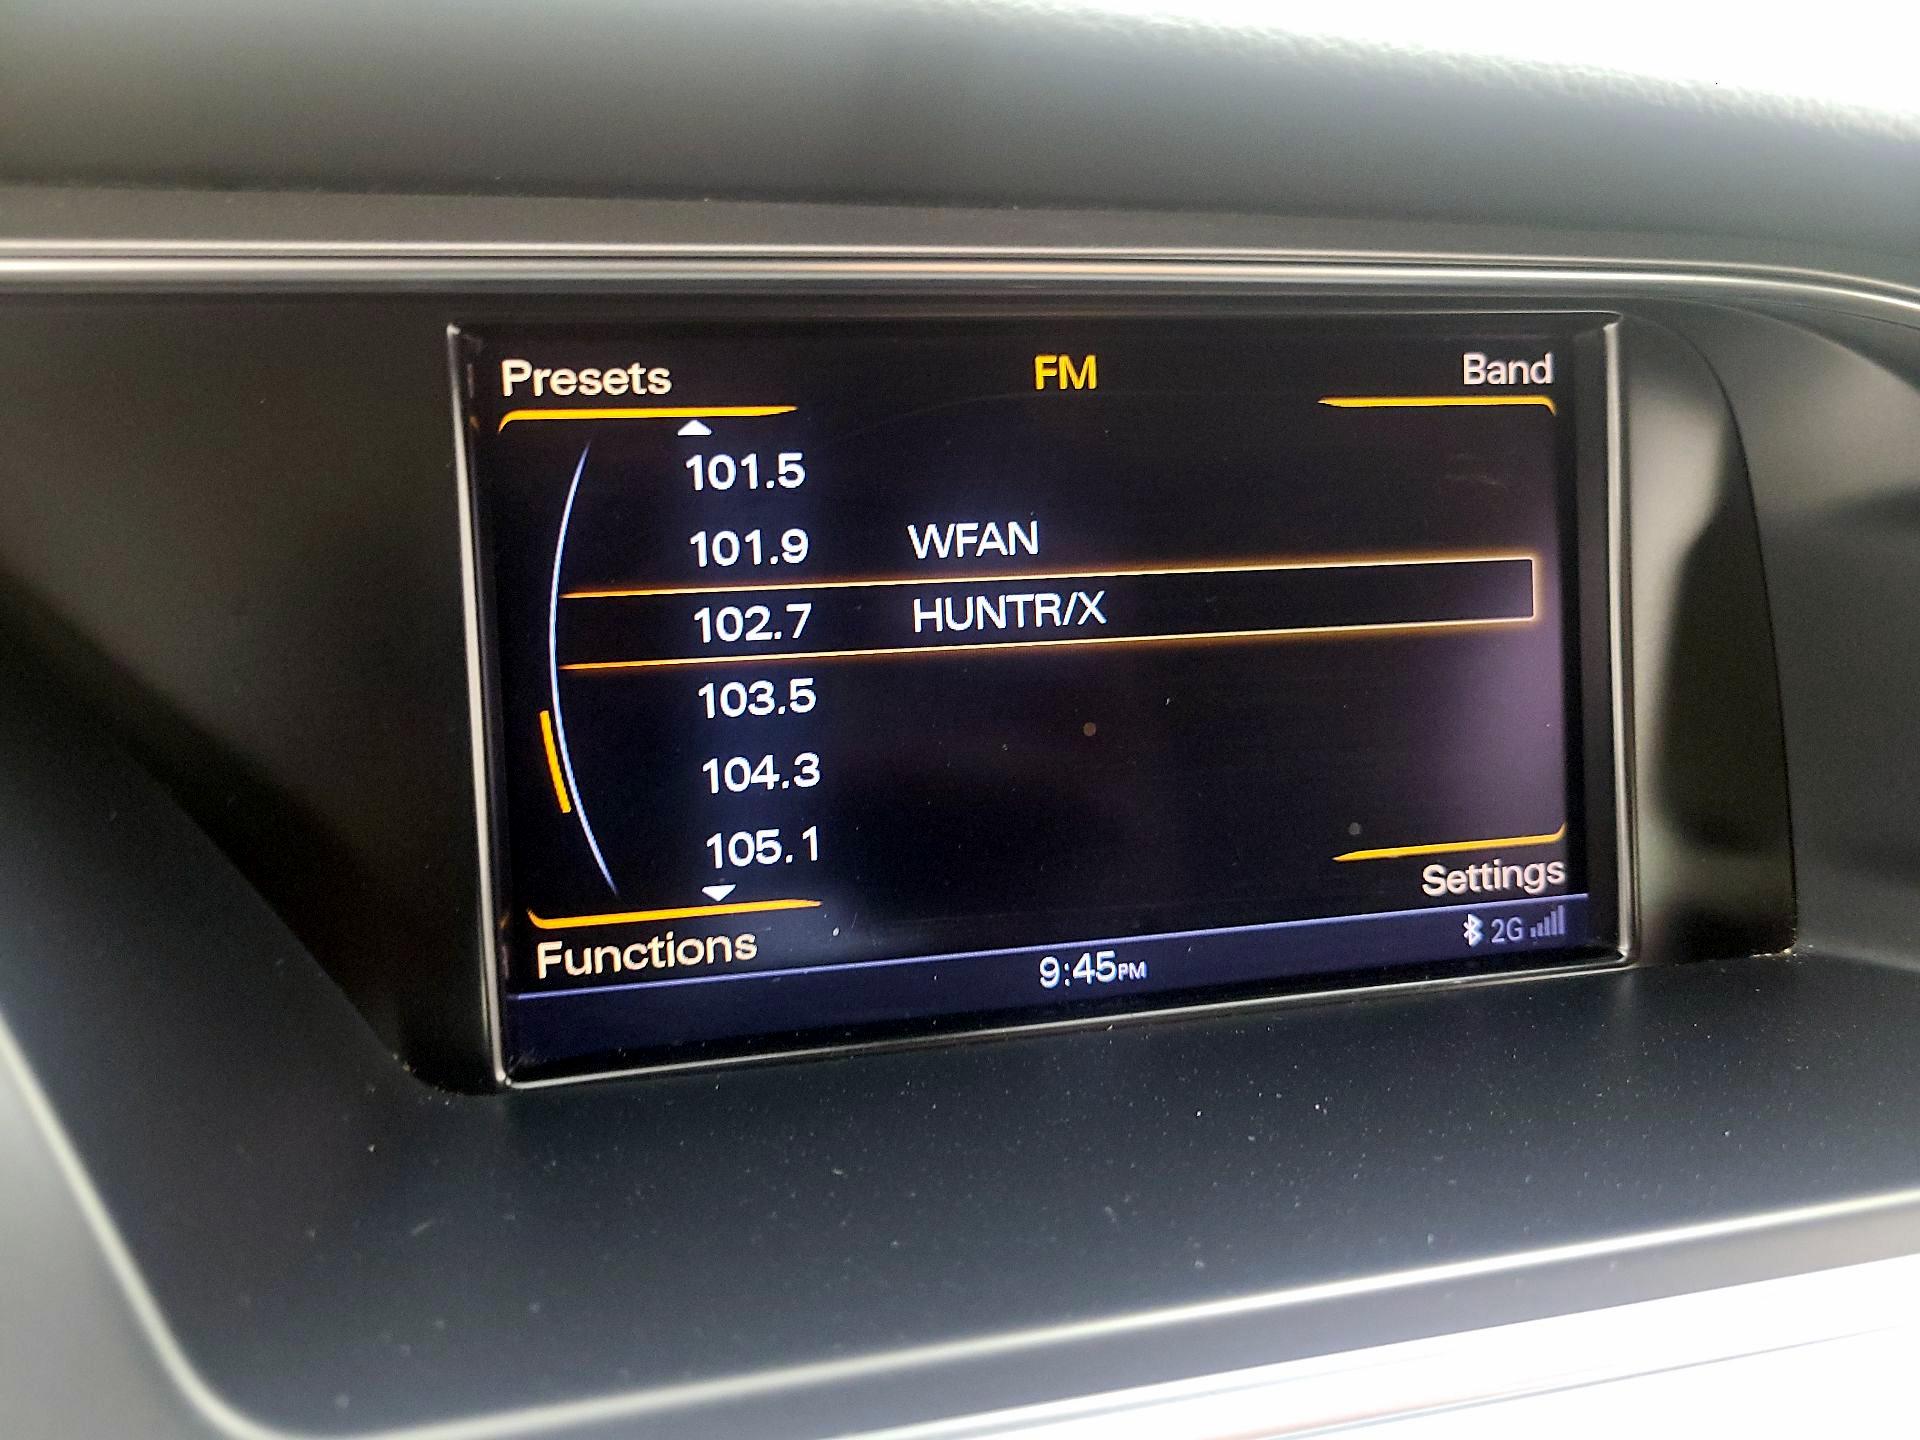 Presets FM Band
101.5
101.9 WFAN
102.7 HUNTR/X
103.5
104.3
105.1
Settings
Functions
2G
9:45PM